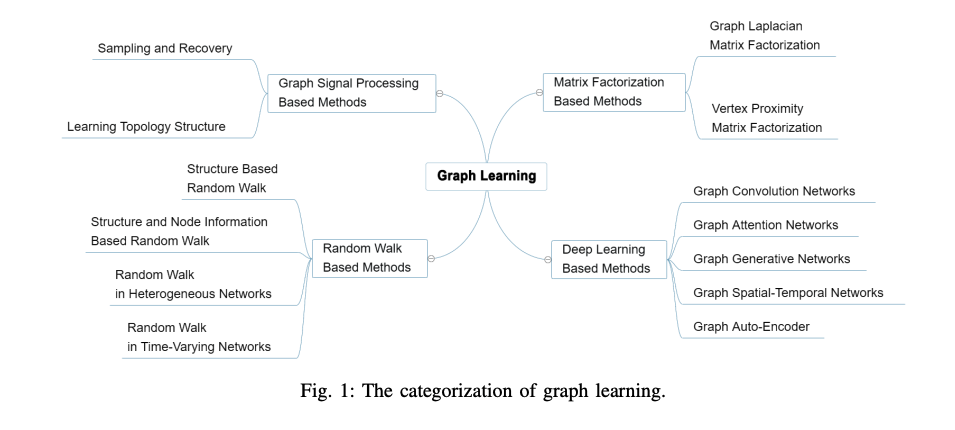 Sampling and Recovery
Graph Signal Processing
Based Methods
Learning Topology Structure
Graph Laplacian
Matrix Factorization
Matrix Factorization
Based Methods
Vertex Proximity
Matrix Factorization
Graph Learning
Structure Based
Random Walk
Structure and Node Information
Based Random Walk
Random Walk
Based Methods
Random Walk
in Heterogeneous Networks
Random Walk
in Time-Varying Networks
Deep Learning
Based Methods
Graph Convolution Networks
Graph Attention Networks
Graph Generative Networks
Graph Spatial-Temporal Networks
Graph Auto-Encoder
Fig. 1: The categorization of graph learning.